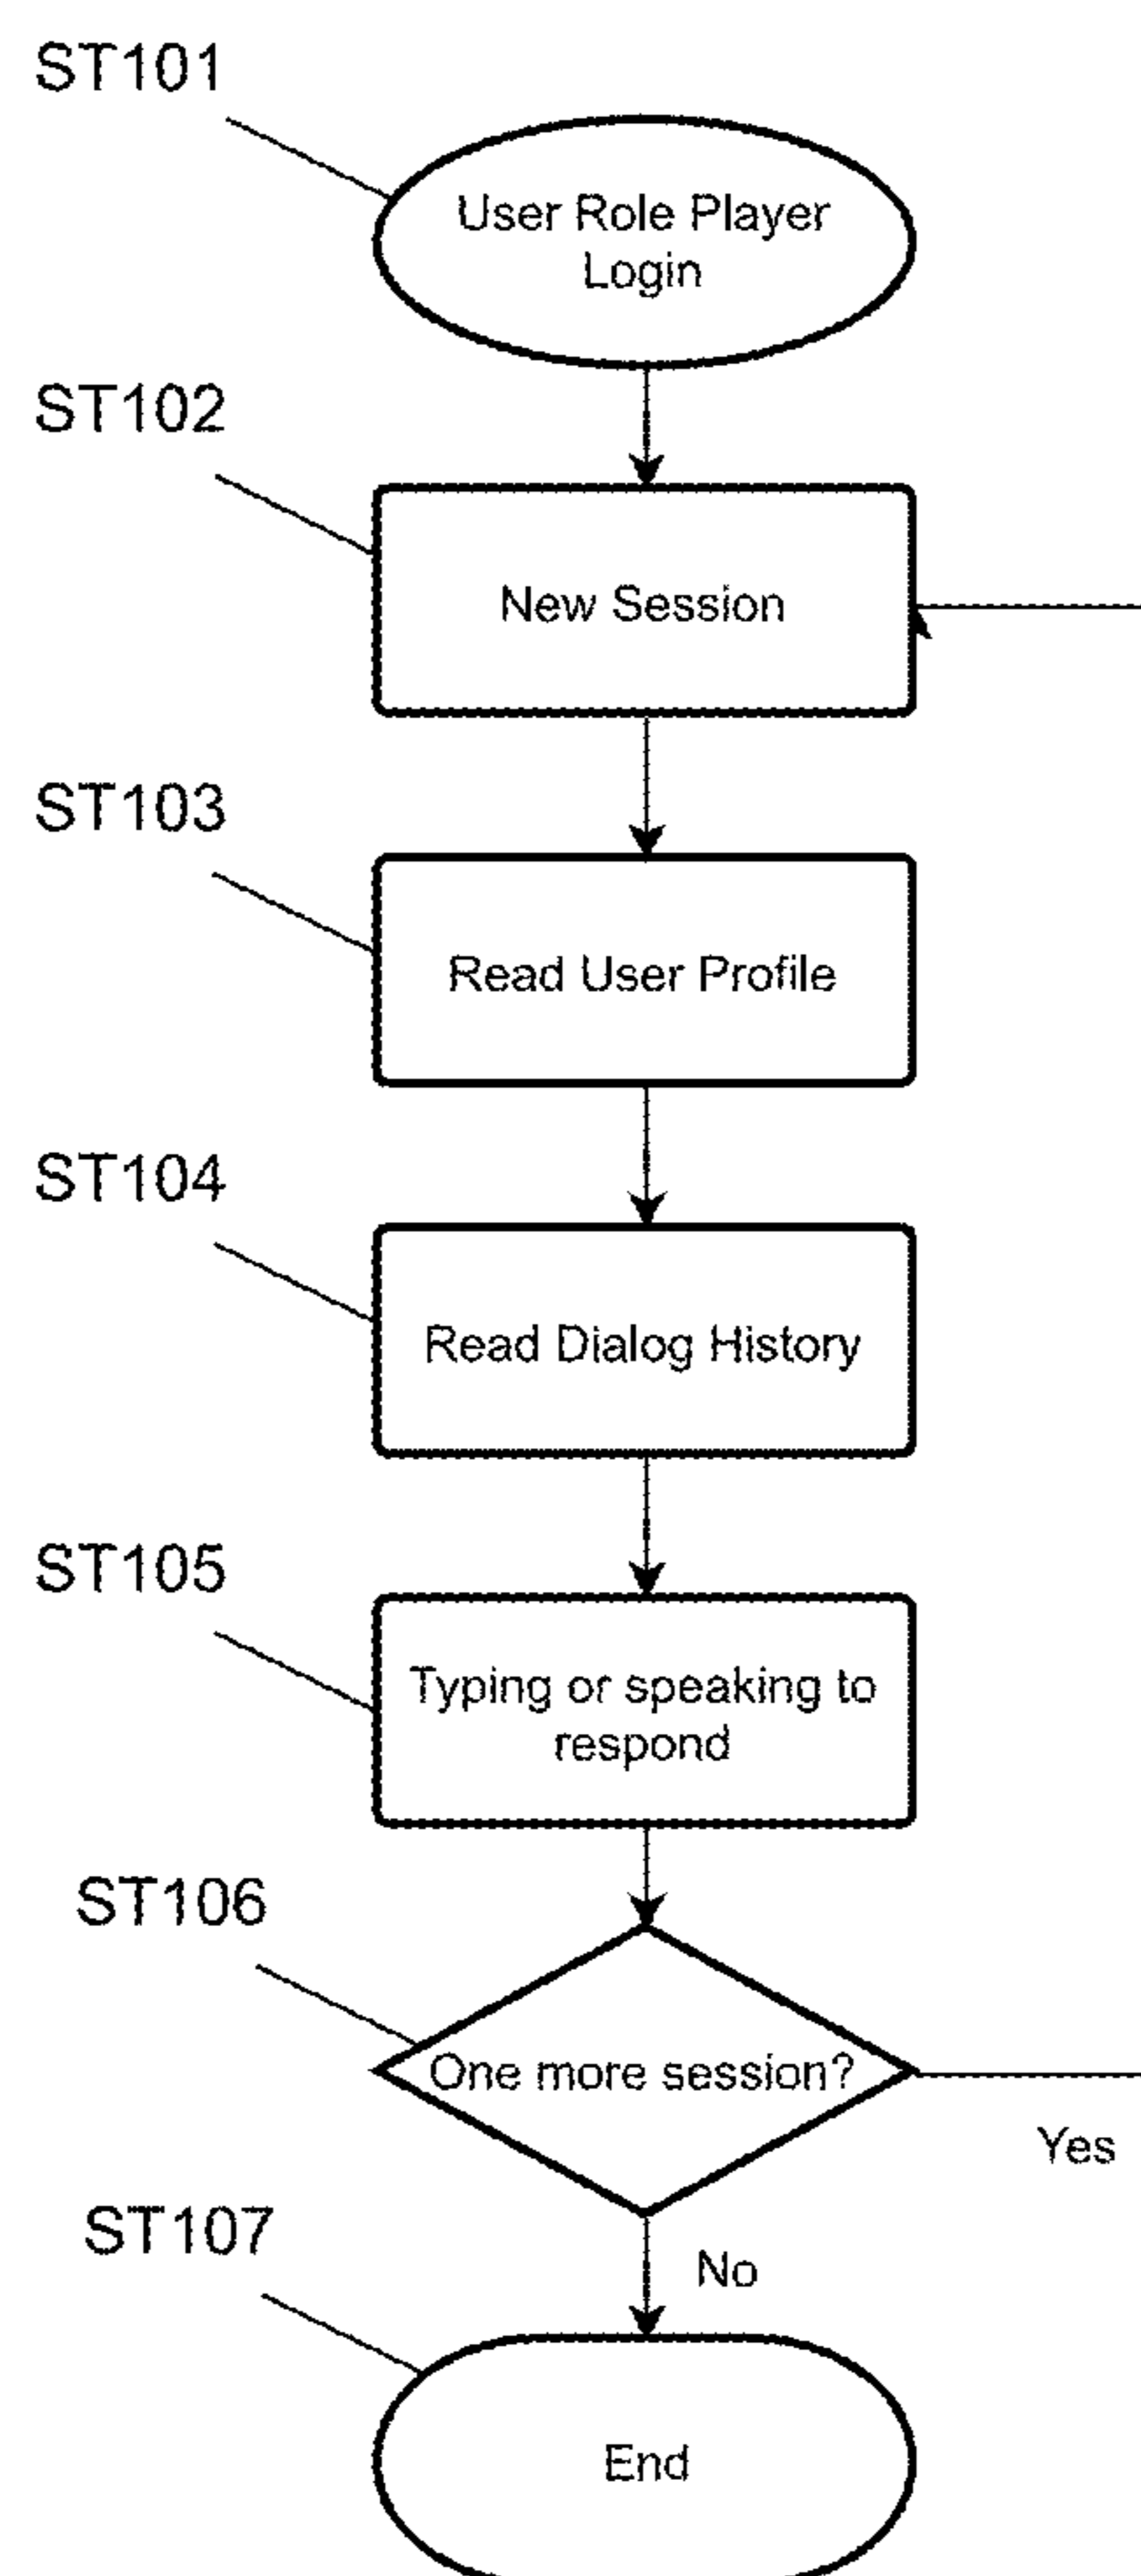 ST101
User Role Player
Login
ST102
New Session
ST103
Read User Profile
ST104
Read Dialog History
ST105
Typing or speaking to
respond
ST106
One more session?
Yes
ST107
No
End